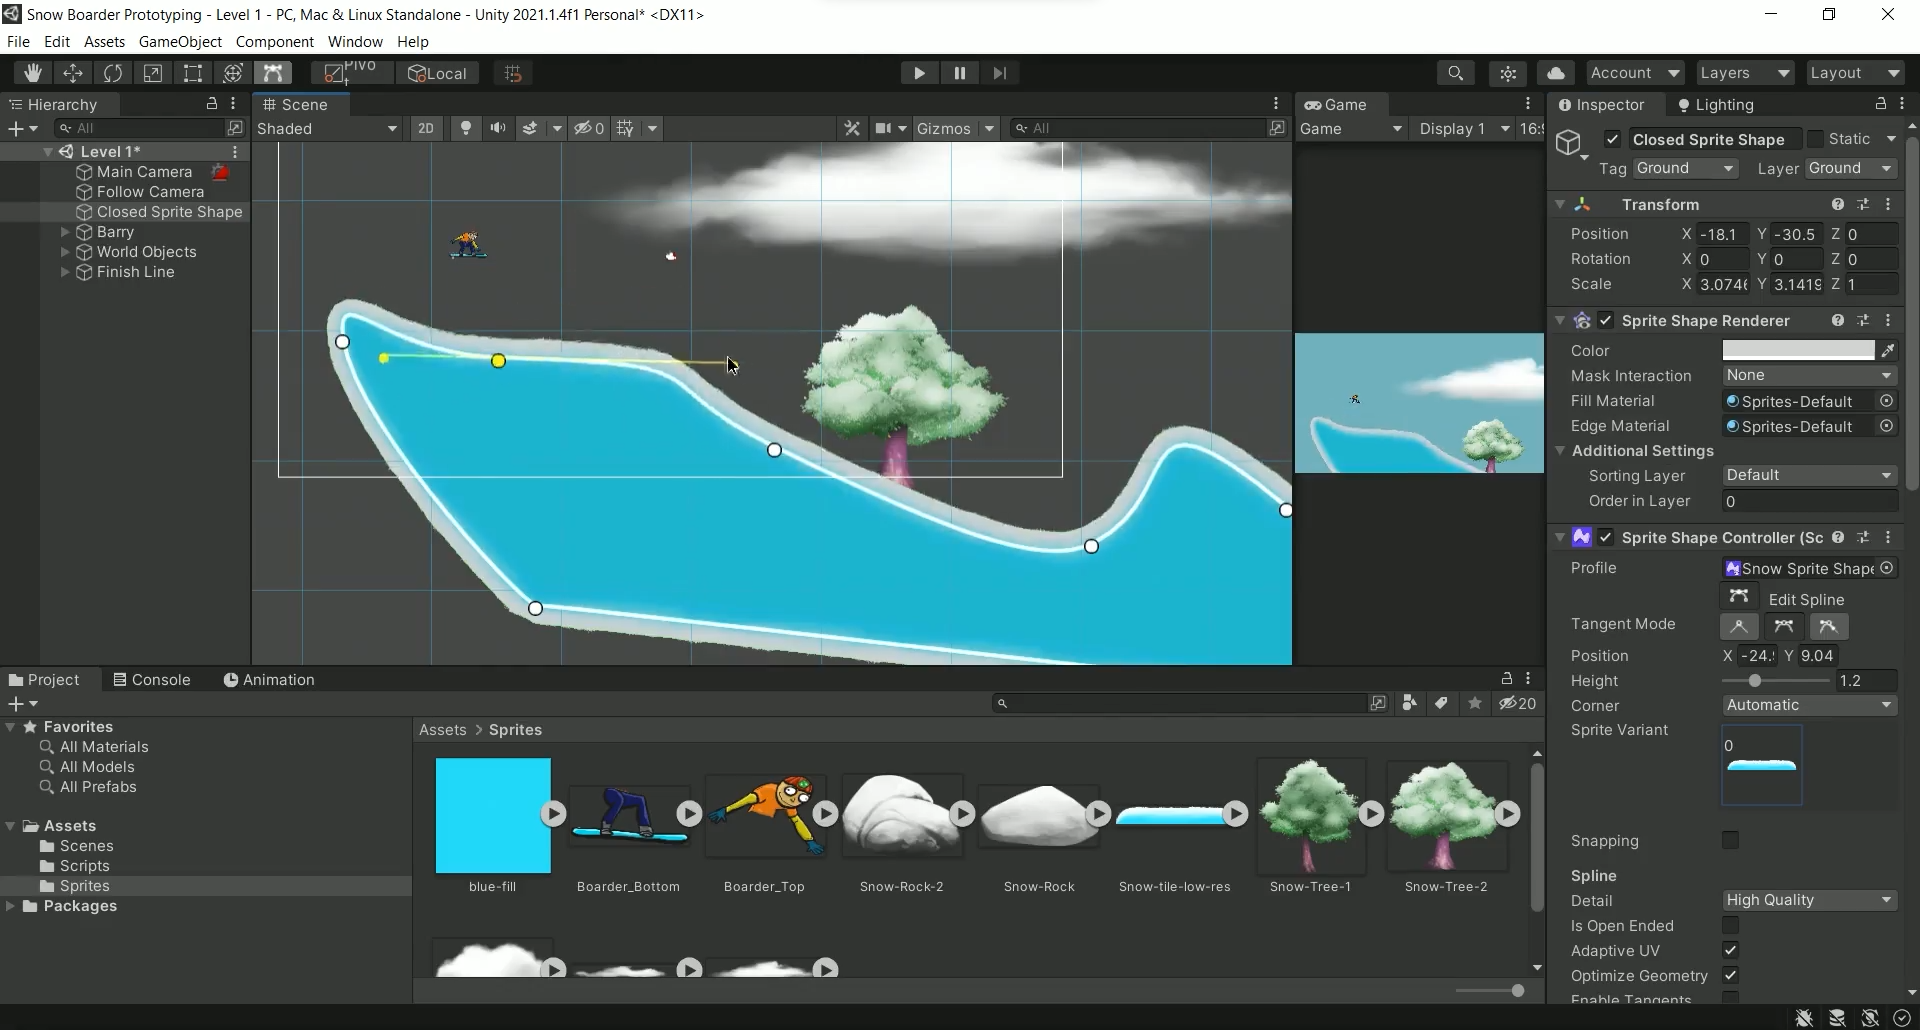 Snow Boarder Prototyping - Level 1 - PC, Mac & Linux Standalone - Unity 2021.1.4f1 Personal* <DX11>
File Edit Assets GameObject Component Window Help
Local Account Layers Layout
Hierarchy Scene Game Inspector Lighting
All Shaded 2D 0 Gizmos All Game Display 1
Closed Sprite Shape Static
Level 1*
Main Camera
Follow Camera
Closed Sprite Shape
Barry
World Objects
Finish Line
Tag Ground Layer Ground
Transform
Position X -18.1 Y -30.5 Z 0
Rotation X 0 Y 0 Z 0
Scale X 3.0746 Y 3.1419 Z 1
Sprite Shape Renderer
Color
Mask Interaction None
Fill Material Sprites-Default
Edge Material Sprites-Default
Additional Settings
Sorting Layer Default
Order in Layer 0
Sprite Shape Controller (Sc
Profile Snow Sprite Shape
Edit Spline
Tangent Mode
Position X -24. Y 9.04
Height 1.2
Corner Automatic
Sprite Variant
0
Snapping
Spline
Detail High Quality
Is Open Ended
Adaptive UV
Optimize Geometry
Enable Tangents
Project Console Animation
20
Favorites
All Materials
All Models
All Prefabs
Assets
Scenes
Scripts
Sprites
Packages
Assets > Sprites
blue-fill Boarder_Bottom Boarder_Top Snow-Rock-2 Snow-Rock Snow-tile-low-res Snow-Tree-1 Snow-Tree-2